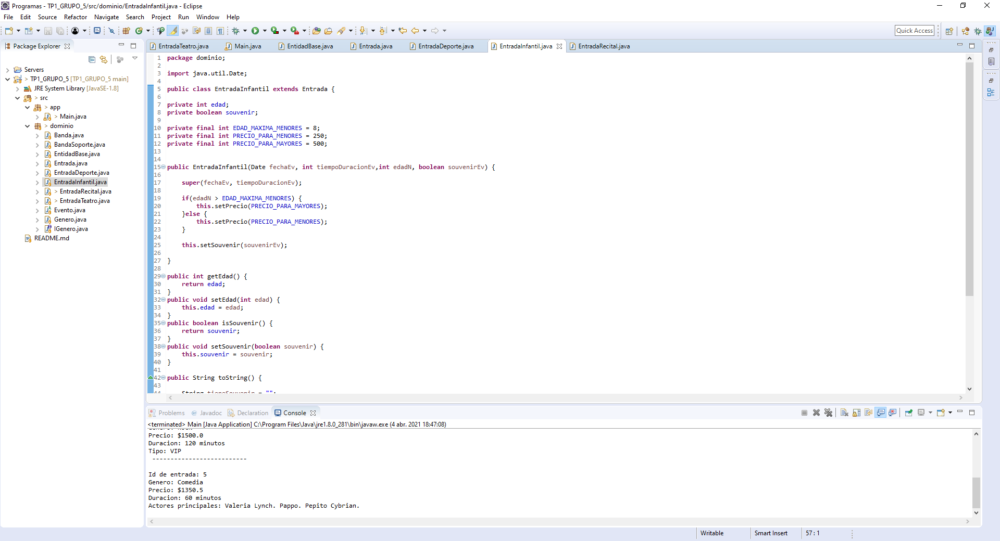 Programas - TP1_GRUPO_5/src/dominio/EntradaInfantil.java - Eclipse
File Edit Source Refactor Navigate Search Project Run Window Help
Quick Access
Package Explorer
Servers
> TP1_GRUPO_5 [TP1_GRUPO_5 main]
JRE System Library [JavaSE-1.8]
> src
> app
> Main.java
> dominio
Banda.java
BandaSoporte.java
EntidadBase.java
Entrada.java
EntradaDeporte.java
EntradaInfantil.java
> EntradaRecital.java
> EntradaTeatro.java
Evento.java
Genero.java
IGenero.java
README.md
EntradaTeatro.java Main.java EntidadBase.java Entrada.java EntradaDeporte.java EntradaInfantil.java EntradaRecital.java
1 package dominio;
2
3 import java.util.Date;
4
5 public class EntradaInfantil extends Entrada {
6
7 private int edad;
8 private boolean souvenir;
9
10 private final int EDAD_MAXIMA_MENORES = 8;
11 private final int PRECIO_PARA_MENORES = 250;
12 private final int PRECIO_PARA_MAYORES = 500;
13
14
15 public EntradaInfantil(Date fechaEv, int tiempoDuracionEv,int edadN, boolean souvenirEv) {
16
17     super(fechaEv, tiempoDuracionEv);
18
19     if(edadN > EDAD_MAXIMA_MENORES) {
20         this.setPrecio(PRECIO_PARA_MAYORES);
21     }else {
22         this.setPrecio(PRECIO_PARA_MENORES);
23     }
24
25     this.setSouvenir(souvenirEv);
26
27 }
28
29 public int getEdad() {
30     return edad;
31 }
32 public void setEdad(int edad) {
33     this.edad = edad;
34 }
35 public boolean isSouvenir() {
36     return souvenir;
37 }
38 public void setSouvenir(boolean souvenir) {
39     this.souvenir = souvenir;
40 }
41
42 public String toString() {
43
44     String tieneSouvenir = "";
Problems @ Javadoc Declaration Console
<terminated> Main [Java Application] C:\Program Files\Java\jre1.8.0_281\bin\javaw.exe (4 abr. 2021 18:47:08)
Precio: $1500.0
Duracion: 120 minutos
Tipo: VIP
--------------------------
Id de entrada: 5
Genero: Comedia
Precio: $1350.5
Duracion: 60 minutos
Actores principales: Valeria Lynch. Pappo. Pepito Cybrian.
Writable Smart Insert 57 : 1